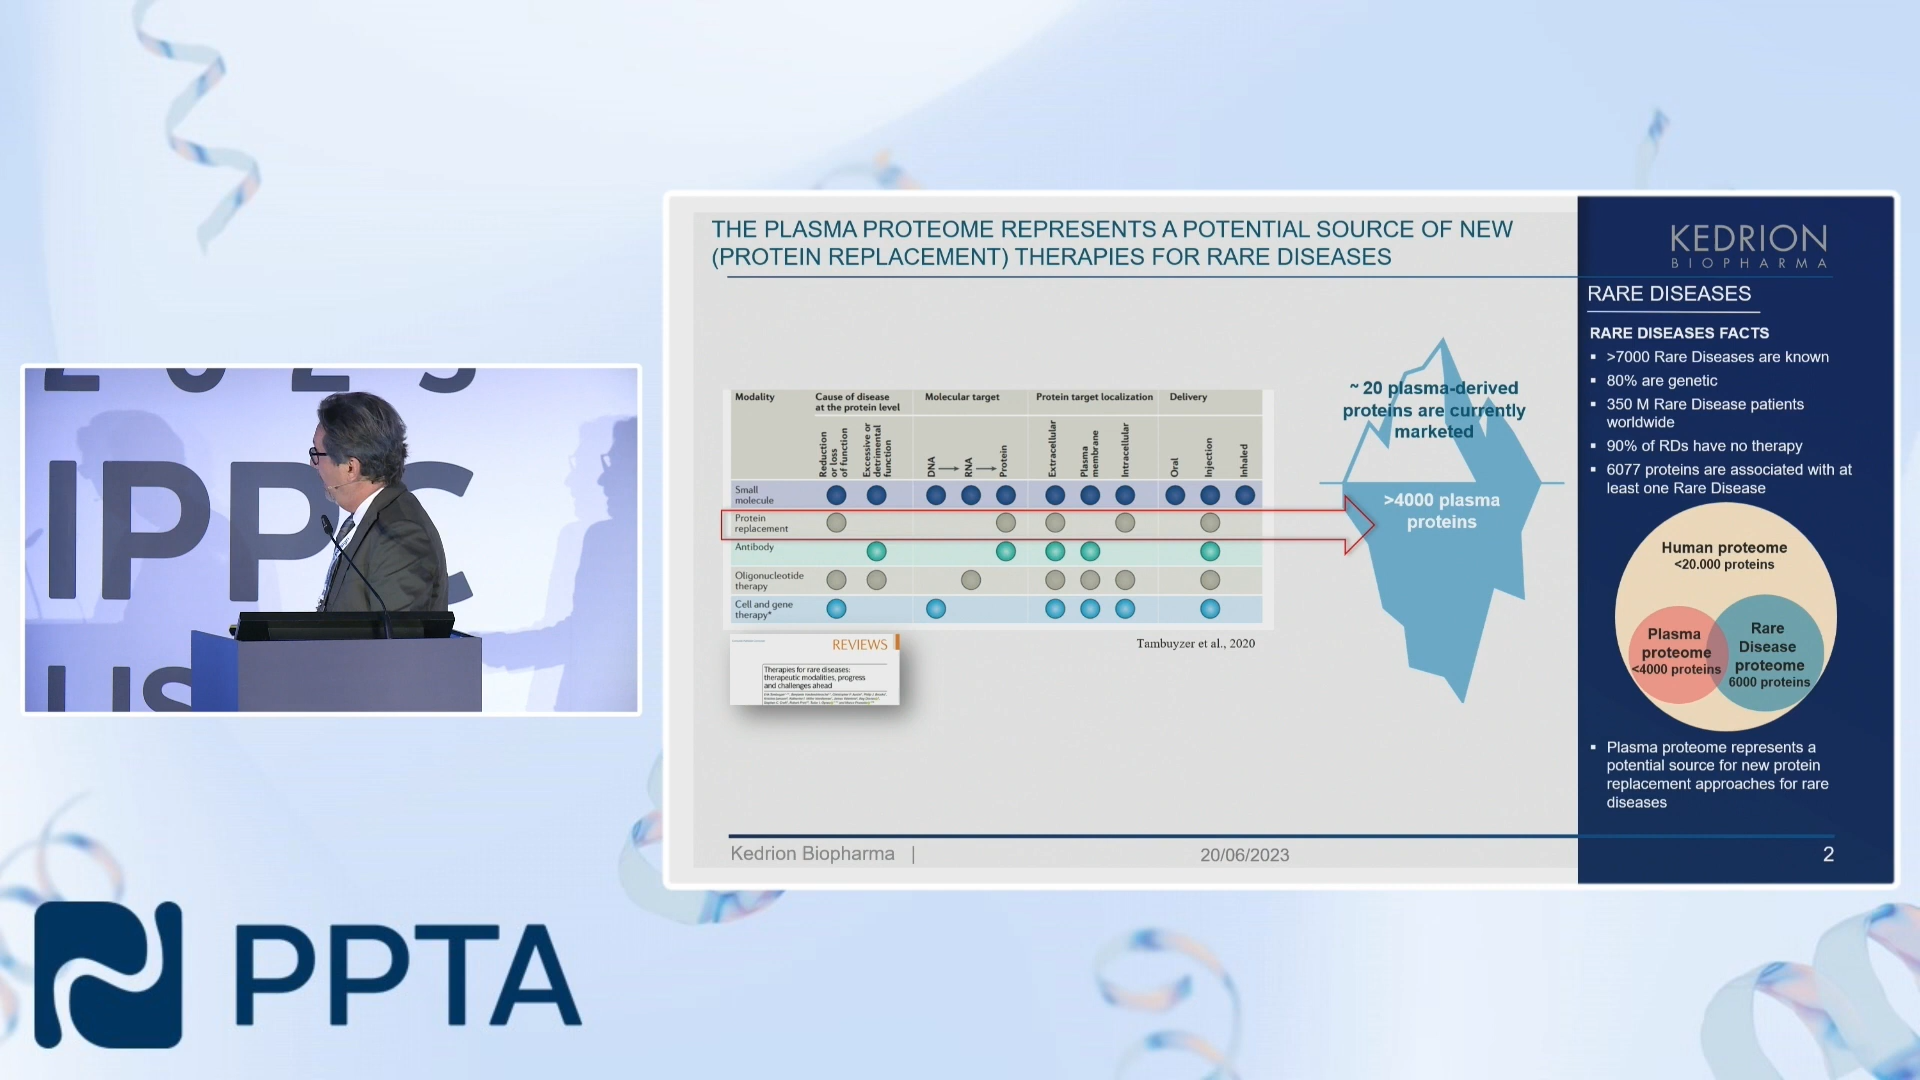 2023
IPPC
US
PPTA
THE PLASMA PROTEOME REPRESENTS A POTENTIAL SOURCE OF NEW
(PROTEIN REPLACEMENT) THERAPIES FOR RARE DISEASES
KEDRION
BIOPHARMA
Modality
Cause of disease
at the protein level
Molecular target
Protein target localization
Delivery
Reduction
or loss
of function
Excessive or
detrimental
function
DNA → RNA → Protein
Extracellular
Plasma
membrane
Intracellular
Oral
Injection
Inhaled
Small
molecule
Protein
replacement
Antibody
Oligonucleotide
therapy
Cell and gene
therapy*
Tambuyzer et al., 2020
REVIEWS
Therapies for rare diseases:
therapeutic modalities, progress
and challenges ahead
~ 20 plasma-derived
proteins are currently
marketed
>4000 plasma
proteins
RARE DISEASES
RARE DISEASES FACTS
▪ >7000 Rare Diseases are known
▪ 80% are genetic
▪ 350 M Rare Disease patients
worldwide
▪ 90% of RDs have no therapy
▪ 6077 proteins are associated with at
least one Rare Disease
Human proteome
<20.000 proteins
Plasma
proteome
<4000 proteins
Rare
Disease
proteome
6000 proteins
▪ Plasma proteome represents a
potential source for new protein
replacement approaches for rare
diseases
Kedrion Biopharma |
20/06/2023
2